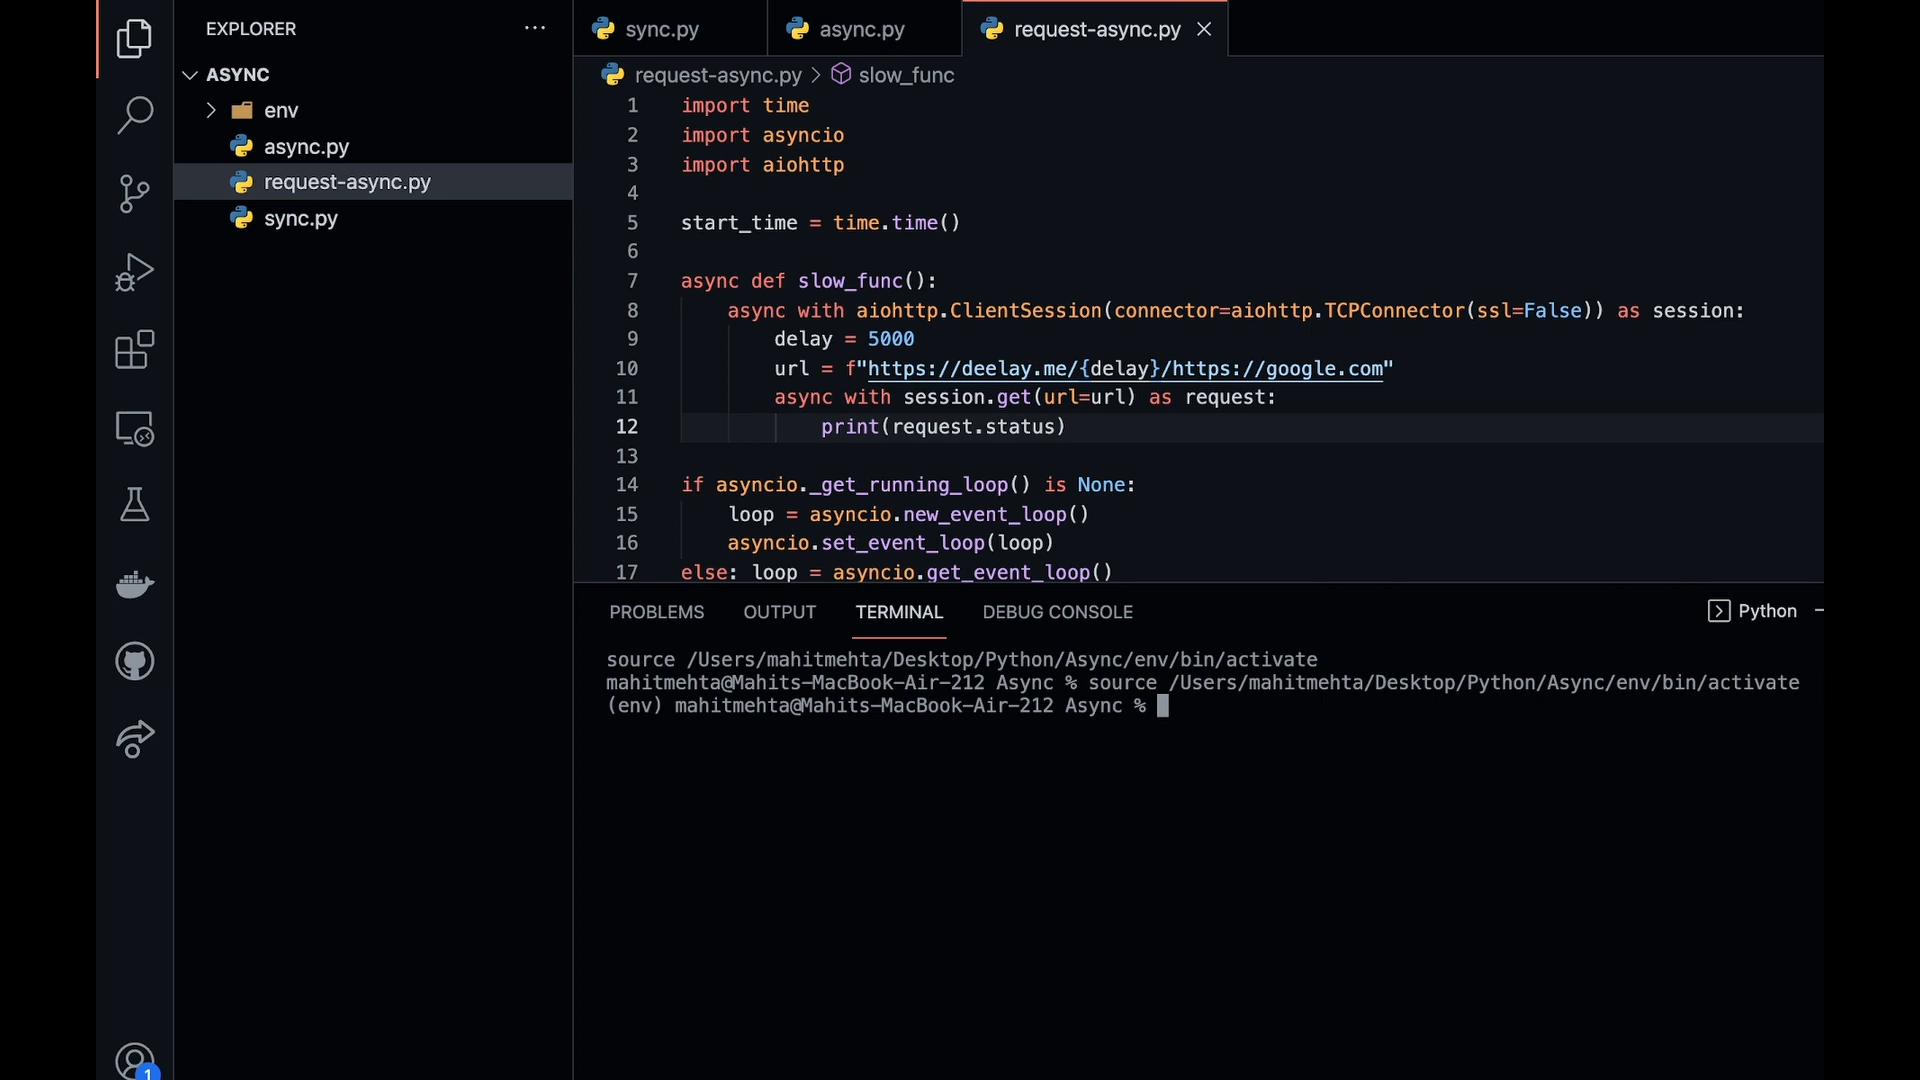 EXPLORER
ASYNC
env
async.py
request-async.py
sync.py
1
sync.py
async.py
request-async.py
request-async.py > slow_func
1 import time
2 import asyncio
3 import aiohttp
4
5 start_time = time.time()
6
7 async def slow_func():
8     async with aiohttp.ClientSession(connector=aiohttp.TCPConnector(ssl=False)) as session:
9         delay = 5000
10         url = f"https://deelay.me/{delay}/https://google.com"
11         async with session.get(url=url) as request:
12             print(request.status)
13
14 if asyncio._get_running_loop() is None:
15     loop = asyncio.new_event_loop()
16     asyncio.set_event_loop(loop)
17 else: loop = asyncio.get_event_loop()
PROBLEMS OUTPUT TERMINAL DEBUG CONSOLE
Python
source /Users/mahitmehta/Desktop/Python/Async/env/bin/activate
mahitmehta@Mahits-MacBook-Air-212 Async % source /Users/mahitmehta/Desktop/Python/Async/env/bin/activate
(env) mahitmehta@Mahits-MacBook-Air-212 Async %